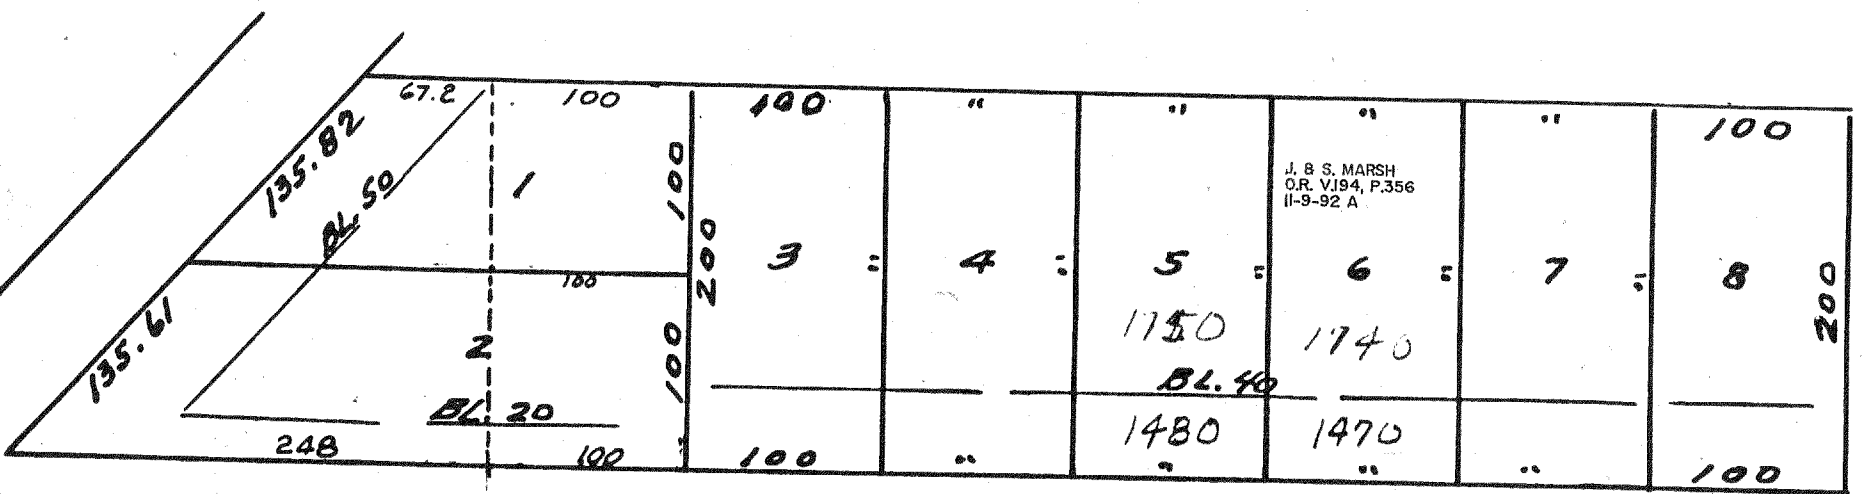 67.2 100 100 " " " " 100
135.82
BL. 50
1
100
J. & S. MARSH
O.R. V.194, P.356
11-9-92 A
200
3 " 4 " 5 " 6 " 7 " 8
200
100
135.61
2
100
1750 1740
BL. 40
BL. 20
1480 1470
248 100 " 100 " " " " 100